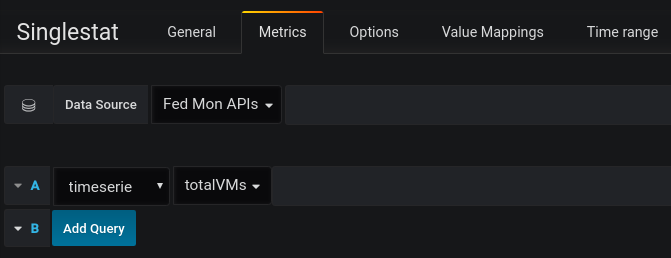 Singlestat General Metrics Options Value Mappings Time range
Data Source Fed Mon APIs
A timeserie totalVMs
B Add Query